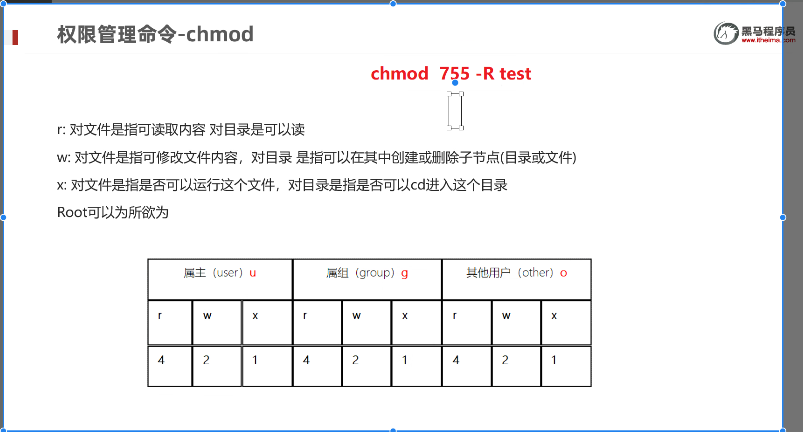 权限管理命令-chmod
黑马程序员
www.itheima.com
chmod 755 -R test
r: 对文件是指可读取内容 对目录是可以读
w: 对文件是指可修改文件内容，对目录 是指可以在其中创建或删除子节点(目录或文件)
x: 对文件是指是否可以运行这个文件，对目录是指是否可以cd进入这个目录
Root可以为所欲为
属主（user）u 属组（group）g 其他用户（other）o
r w x r w x r w x
4 2 1 4 2 1 4 2 1